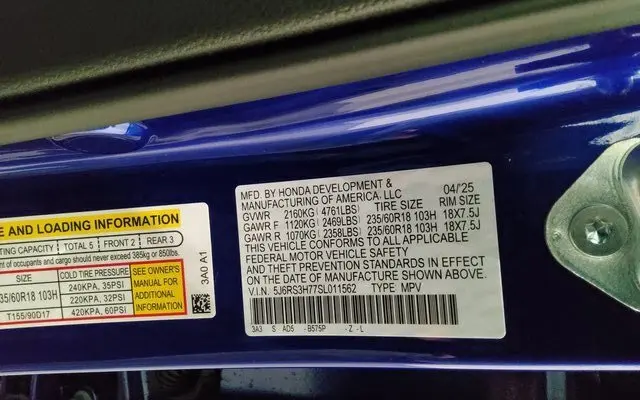 E AND LOADING INFORMATION
TING CAPACITY TOTAL 5 FRONT 2 REAR 3
nt of occupants and cargo should never exceed 385kg or 850lbs.
SIZE COLD TIRE PRESSURE SEE OWNER'S MANUAL FOR ADDITIONAL INFORMATION
35/60R18 103H 240KPA, 35PSI
220KPA, 32PSI
T155/90D17 420KPA, 60PSI
3A0 A1
MFD. BY HONDA DEVELOPMENT & 04/'25
MANUFACTURING OF AMERICA, LLC
GVWR 2160KG( 4761LBS) TIRE SIZE RIM SIZE
GAWR F 1120KG( 2469LBS) 235/60R18 103H 18X7.5J
GAWR R 1070KG( 2358LBS) 235/60R18 103H 18X7.5J
THIS VEHICLE CONFORMS TO ALL APPLICABLE
FEDERAL MOTOR VEHICLE SAFETY
AND THEFT PREVENTION STANDARDS IN EFFECT
ON THE DATE OF MANUFACTURE SHOWN ABOVE.
V.I.N. 5J6RS3H77SL011562 TYPE MPV
3A3 S AD5 -B575P -Z -L